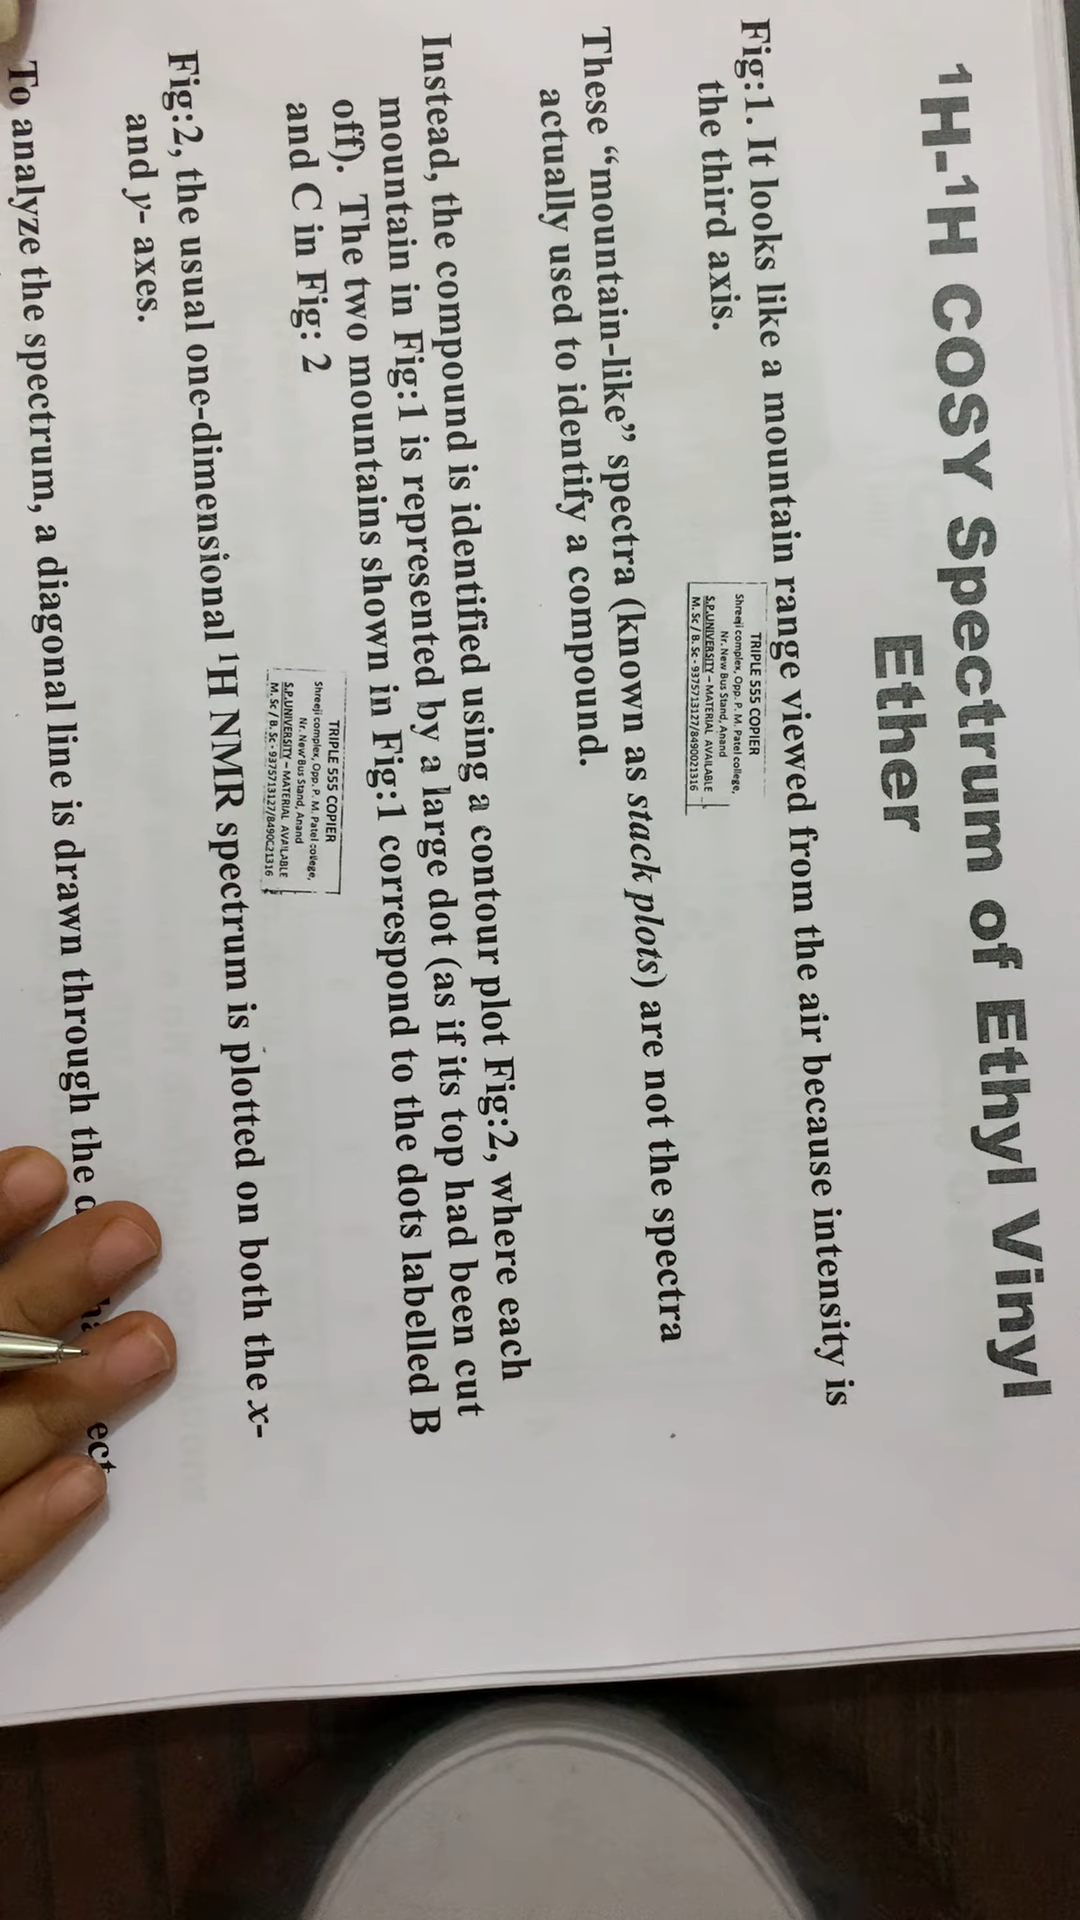 ¹H-¹H COSY Spectrum of Ethyl Vinyl
Ether
Fig:1. It looks like a mountain range viewed from the air because intensity is
the third axis.
TRIPLE 555 COPIER
Shreeji complex, Opp. P. M. Patel college,
Nr. New Bus Stand, Anand
S.P.UNIVERSITY – MATERIAL AVAILABLE
M. Sc / B. Sc - 9375713127/8490021316
These “mountain-like” spectra (known as stack plots) are not the spectra
actually used to identify a compound.
Instead, the compound is identified using a contour plot Fig:2, where each
mountain in Fig:1 is represented by a large dot (as if its top had been cut
off). The two mountains shown in Fig:1 correspond to the dots labelled B
and C in Fig: 2
TRIPLE 555 COPIER
Shreeji complex, Opp. P. M. Patel college,
Nr. New Bus Stand, Anand
S.P.UNIVERSITY – MATERIAL AVAILABLE
M. Sc / B. Sc - 9375713127/8490021316
Fig:2, the usual one-dimensional ¹H NMR spectrum is plotted on both the x-
and y- axes.
To analyze the spectrum, a diagonal line is drawn through the